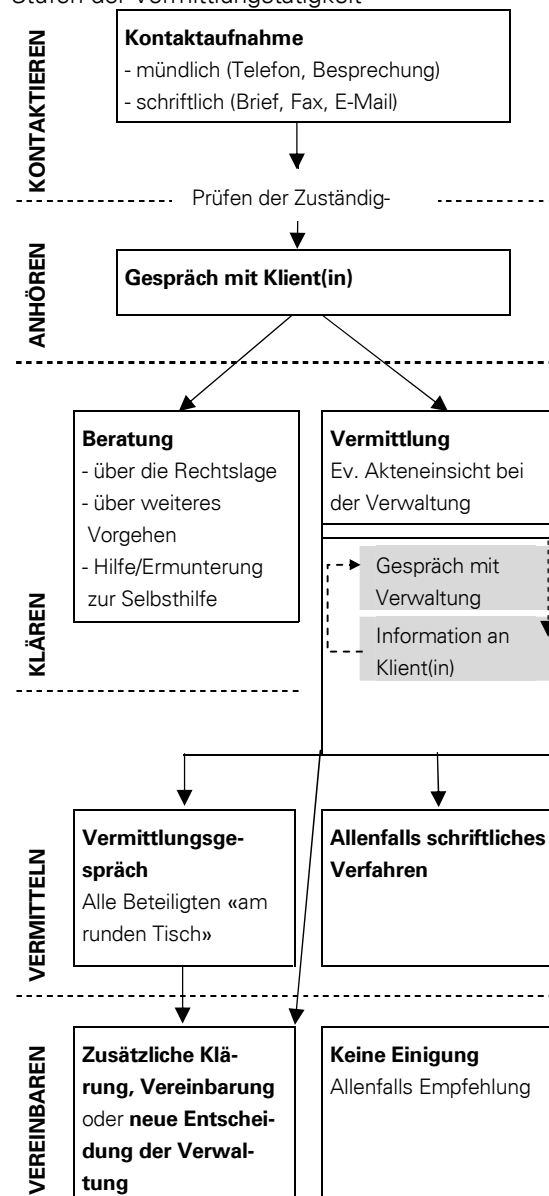 Stufen der Vermittlungstätigkeit
KONTAKTIEREN
Kontaktaufnahme
- mündlich (Telefon, Besprechung)
- schriftlich (Brief, Fax, E-Mail)
Prüfen der Zuständig-
ANHÖREN
Gespräch mit Klient(in)
KLÄREN
Beratung
- über die Rechtslage
- über weiteres
Vorgehen
- Hilfe/Ermunterung
zur Selbsthilfe
Vermittlung
Ev. Akteneinsicht bei
der Verwaltung
Gespräch mit
Verwaltung
Information an
Klient(in)
VERMITTELN
Vermittlungsge-
spräch
Alle Beteiligten «am
runden Tisch»
Allenfalls schriftliches
Verfahren
VEREINBAREN
Zusätzliche Klä-
rung, Vereinbarung
oder neue Entschei-
dung der Verwal-
tung
Keine Einigung
Allenfalls Empfehlung